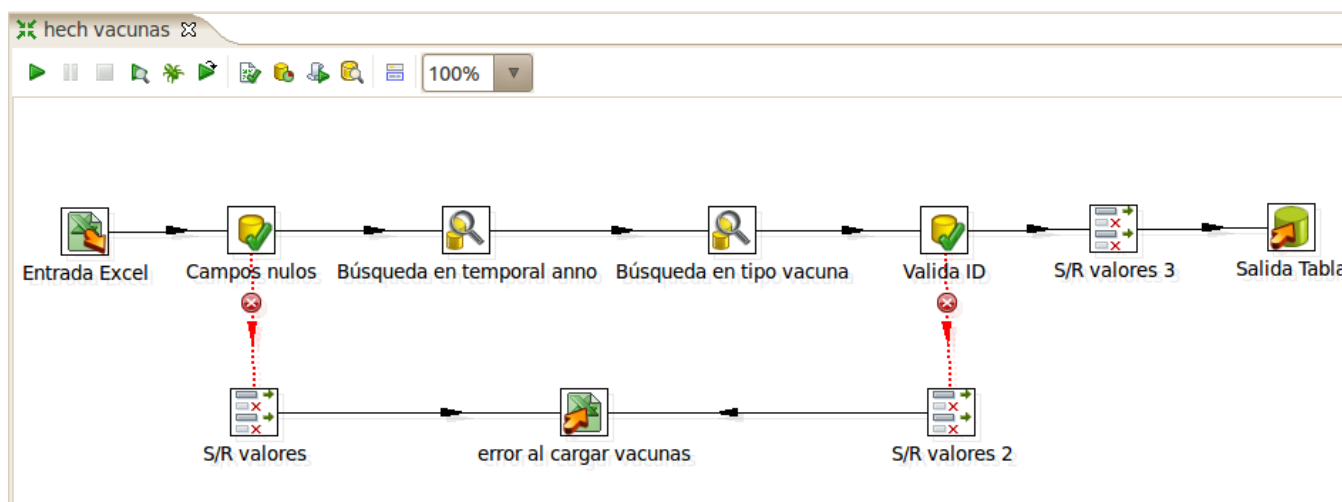 hech vacunas
100%
Entrada Excel
Campos nulos
Búsqueda en temporal anno
Búsqueda en tipo vacuna
Valida ID
S/R valores 3
Salida Tabla
S/R valores
error al cargar vacunas
S/R valores 2